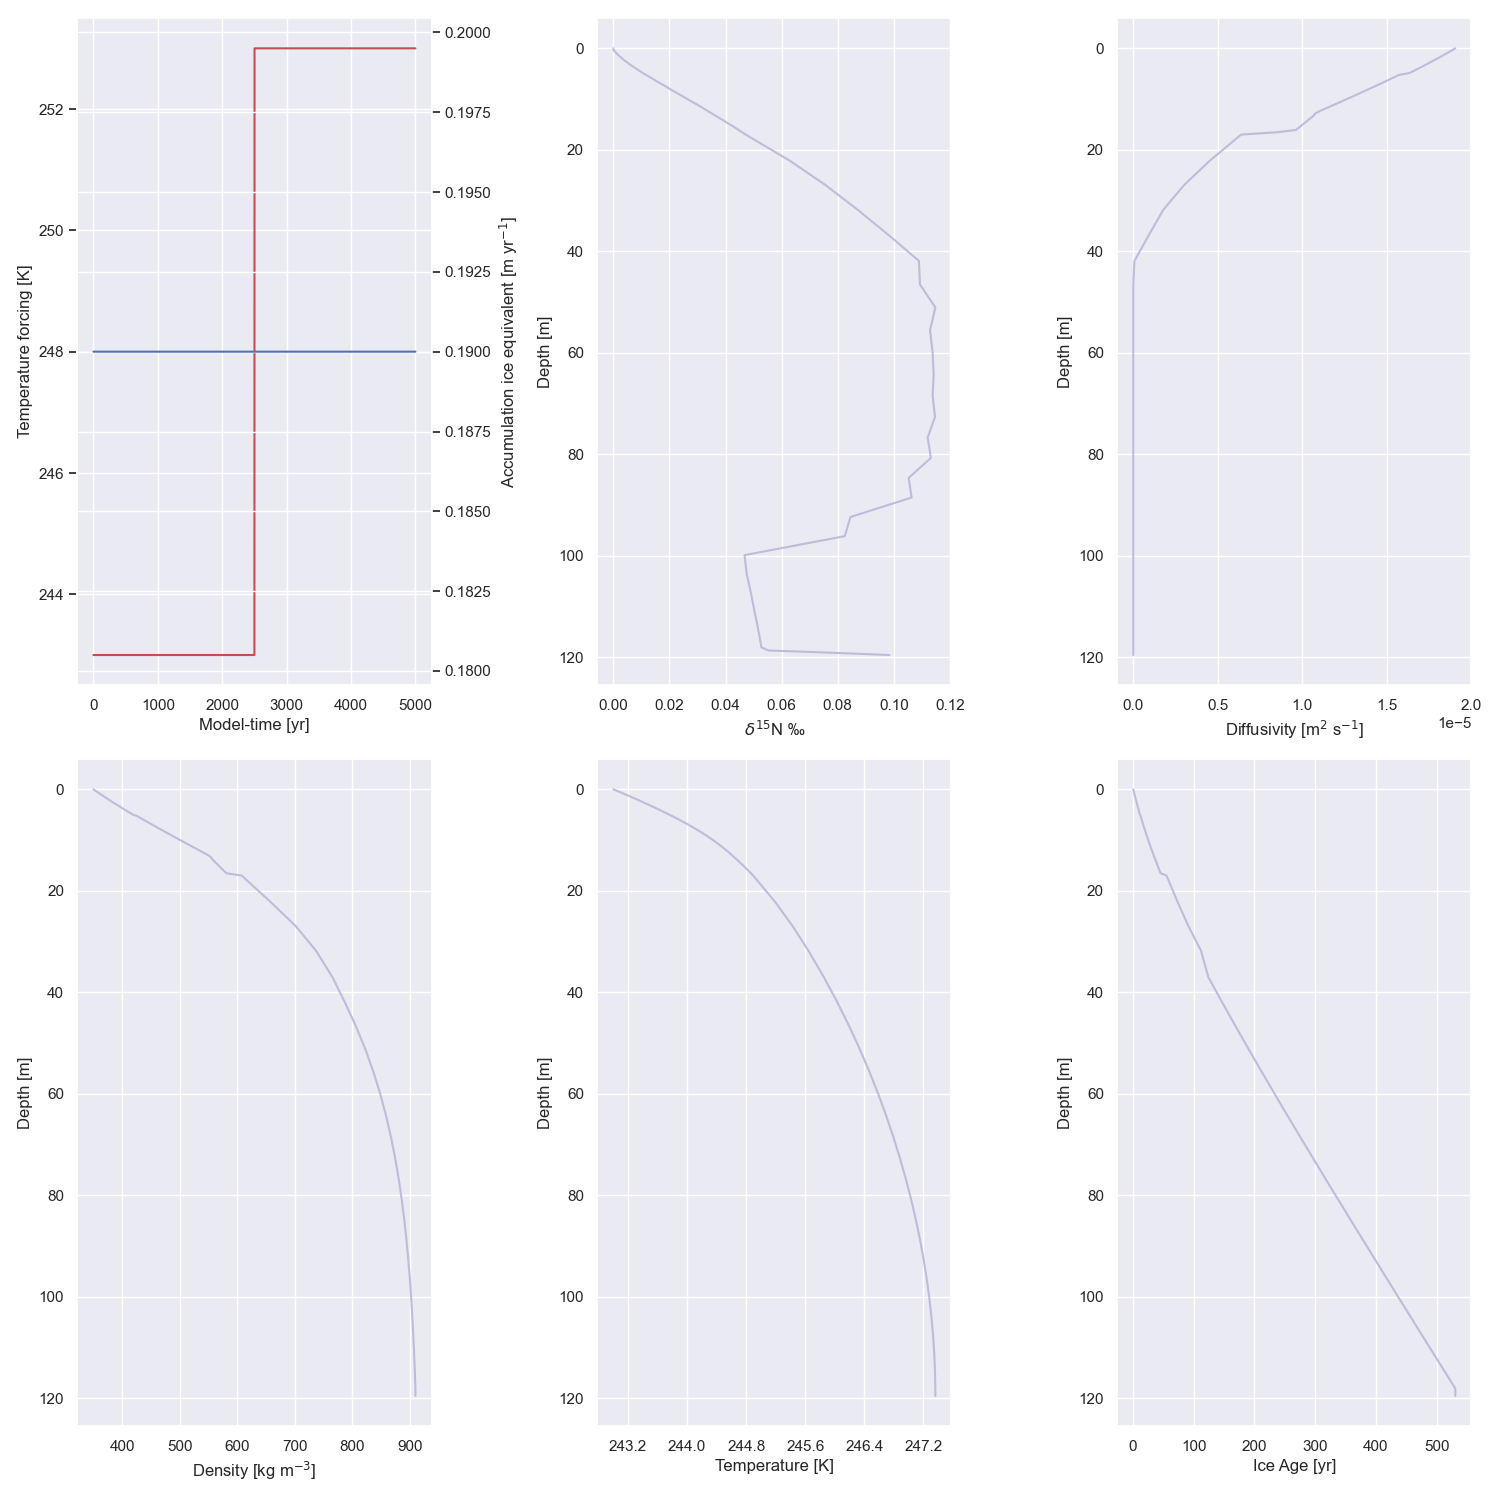 252
250
248
246
244
Temperature forcing [K]
0 1000 2000 3000 4000 5000
Model-time [yr]
0.2000
0.1975
0.1950
0.1925
0.1900
0.1875
0.1850
0.1825
0.1800
Accumulation ice equivalent [m yr⁻¹]
0
20
40
60
80
100
120
Depth [m]
0.00 0.02 0.04 0.06 0.08 0.10 0.12
δ¹⁵N ‰
0
20
40
60
80
100
120
Depth [m]
0.0 0.5 1.0 1.5 2.0
1e−5
Diffusivity [m² s⁻¹]
0
20
40
60
80
100
120
Depth [m]
400 500 600 700 800 900
Density [kg m⁻³]
0
20
40
60
80
100
120
Depth [m]
243.2 244.0 244.8 245.6 246.4 247.2
Temperature [K]
0
20
40
60
80
100
120
Depth [m]
0 100 200 300 400 500
Ice Age [yr]